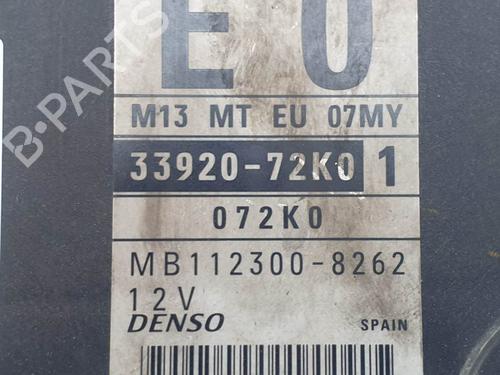 E0
M13 MT EU 07MY
33920-72K0 1
072K0
MB112300-8262
12V
DENSO SPAIN
B-PARTS